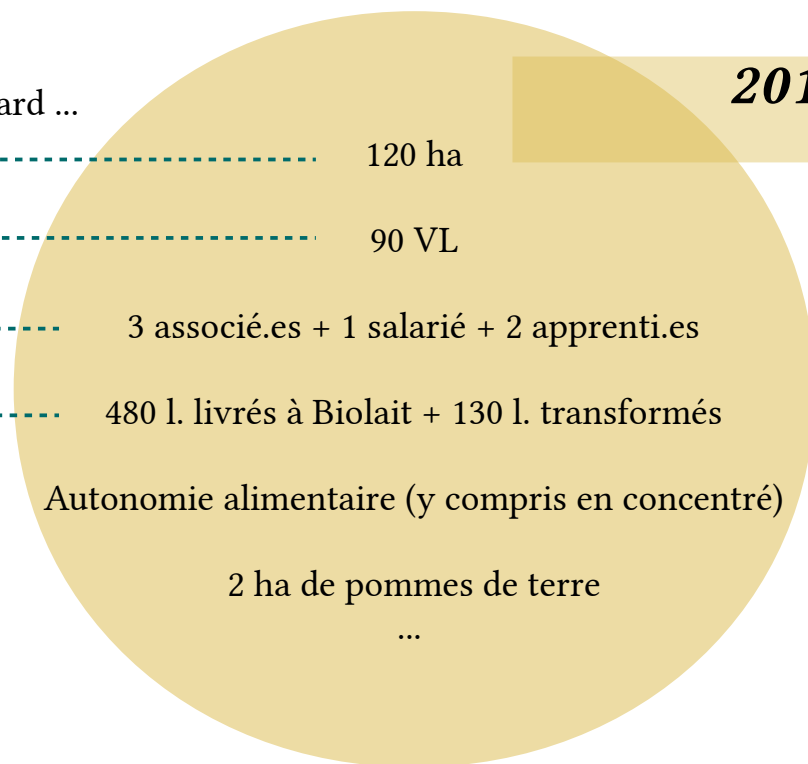 201
ard ...
120 ha
90 VL
3 associé.es + 1 salarié + 2 apprenti.es
480 l. livrés à Biolait + 130 l. transformés
Autonomie alimentaire (y compris en concentré)
2 ha de pommes de terre
...